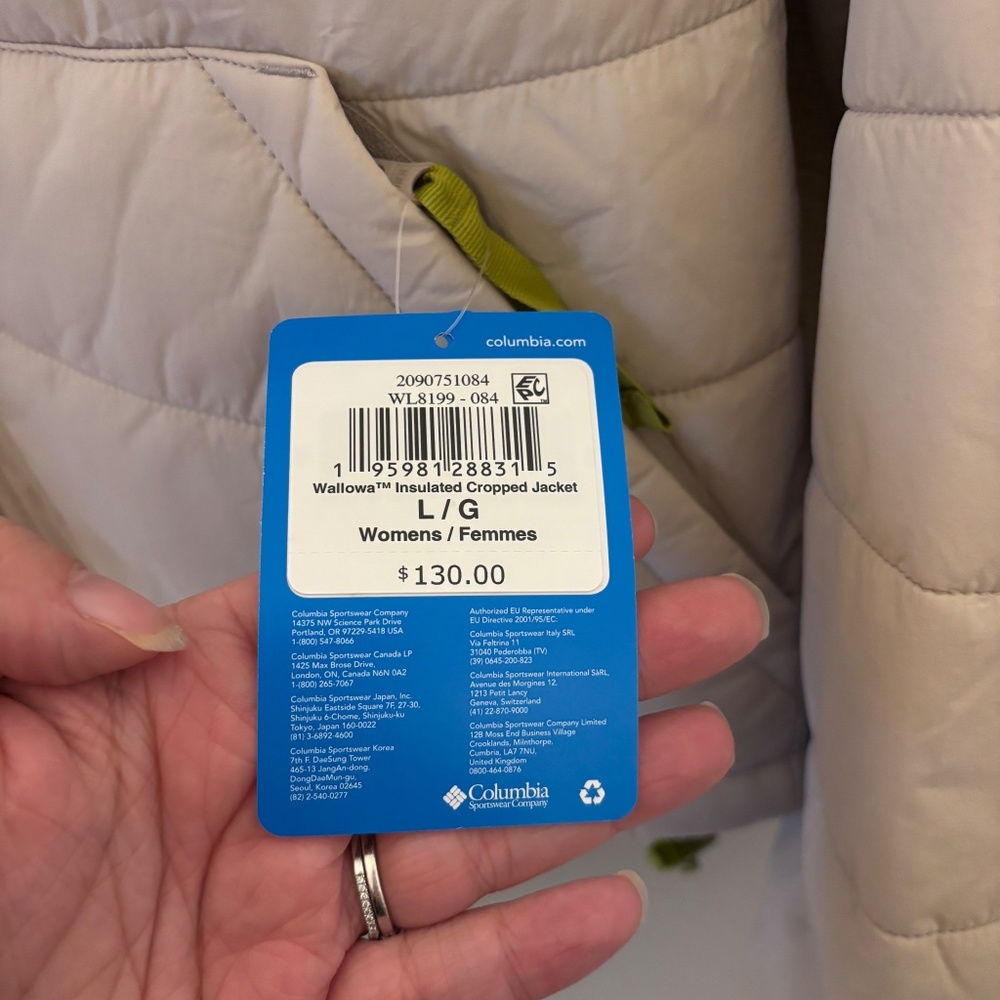 columbia.com
2090751084
WL8199 - 084
EPC
1 95981 28831 5
Wallowa™ Insulated Cropped Jacket
L / G
Womens / Femmes
$130.00
Columbia Sportswear Company
14375 NW Science Park Drive
Portland, OR 97229-5418 USA
1-(800) 547-8066
Columbia Sportswear Canada LP
1425 Max Brose Drive,
London, ON, Canada N6N 0A2
1-(800) 265-7067
Columbia Sportswear Japan, Inc.
Shinjuku Eastside Square 7F, 27-30,
Shinjuku 6-Chome, Shinjuku-ku
Tokyo, Japan 160-0022
(81) 3-6892-4600
Columbia Sportswear Korea
7th F. DaeSung Tower
465-13 JangAn-dong,
DongDaeMun-gu,
Seoul, Korea 02645
(82) 2-540-0277
Authorized EU Representative under
EU Directive 2001/95/EC:
Columbia Sportswear Italy SRL
Via Feltrina 11
31040 Pederobba (TV)
(39) 0645-200-823
Columbia Sportswear International SàRL,
Avenue des Morgines 12,
1213 Petit Lancy
Geneva, Switzerland
(41) 22-870-9000
Columbia Sportswear Company Limited
12B Moss End Business Village
Crooklands, Milnthorpe,
Cumbria, LA7 7NU,
United Kingdom
0800-464-0876
Columbia
Sportswear Company